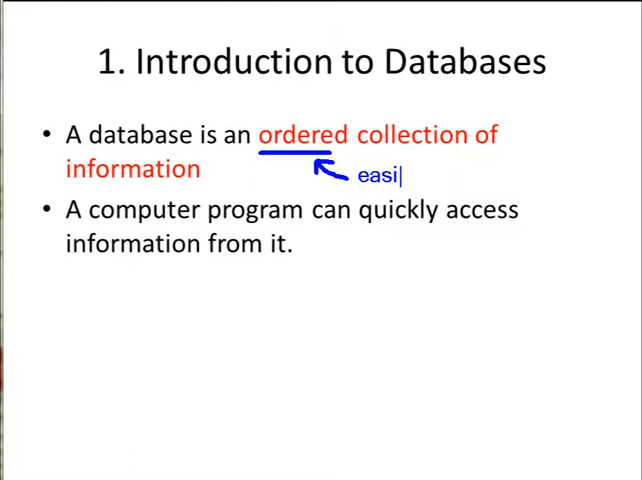 1. Introduction to Databases
• A database is an ordered collection of
information
easi
• A computer program can quickly access
information from it.